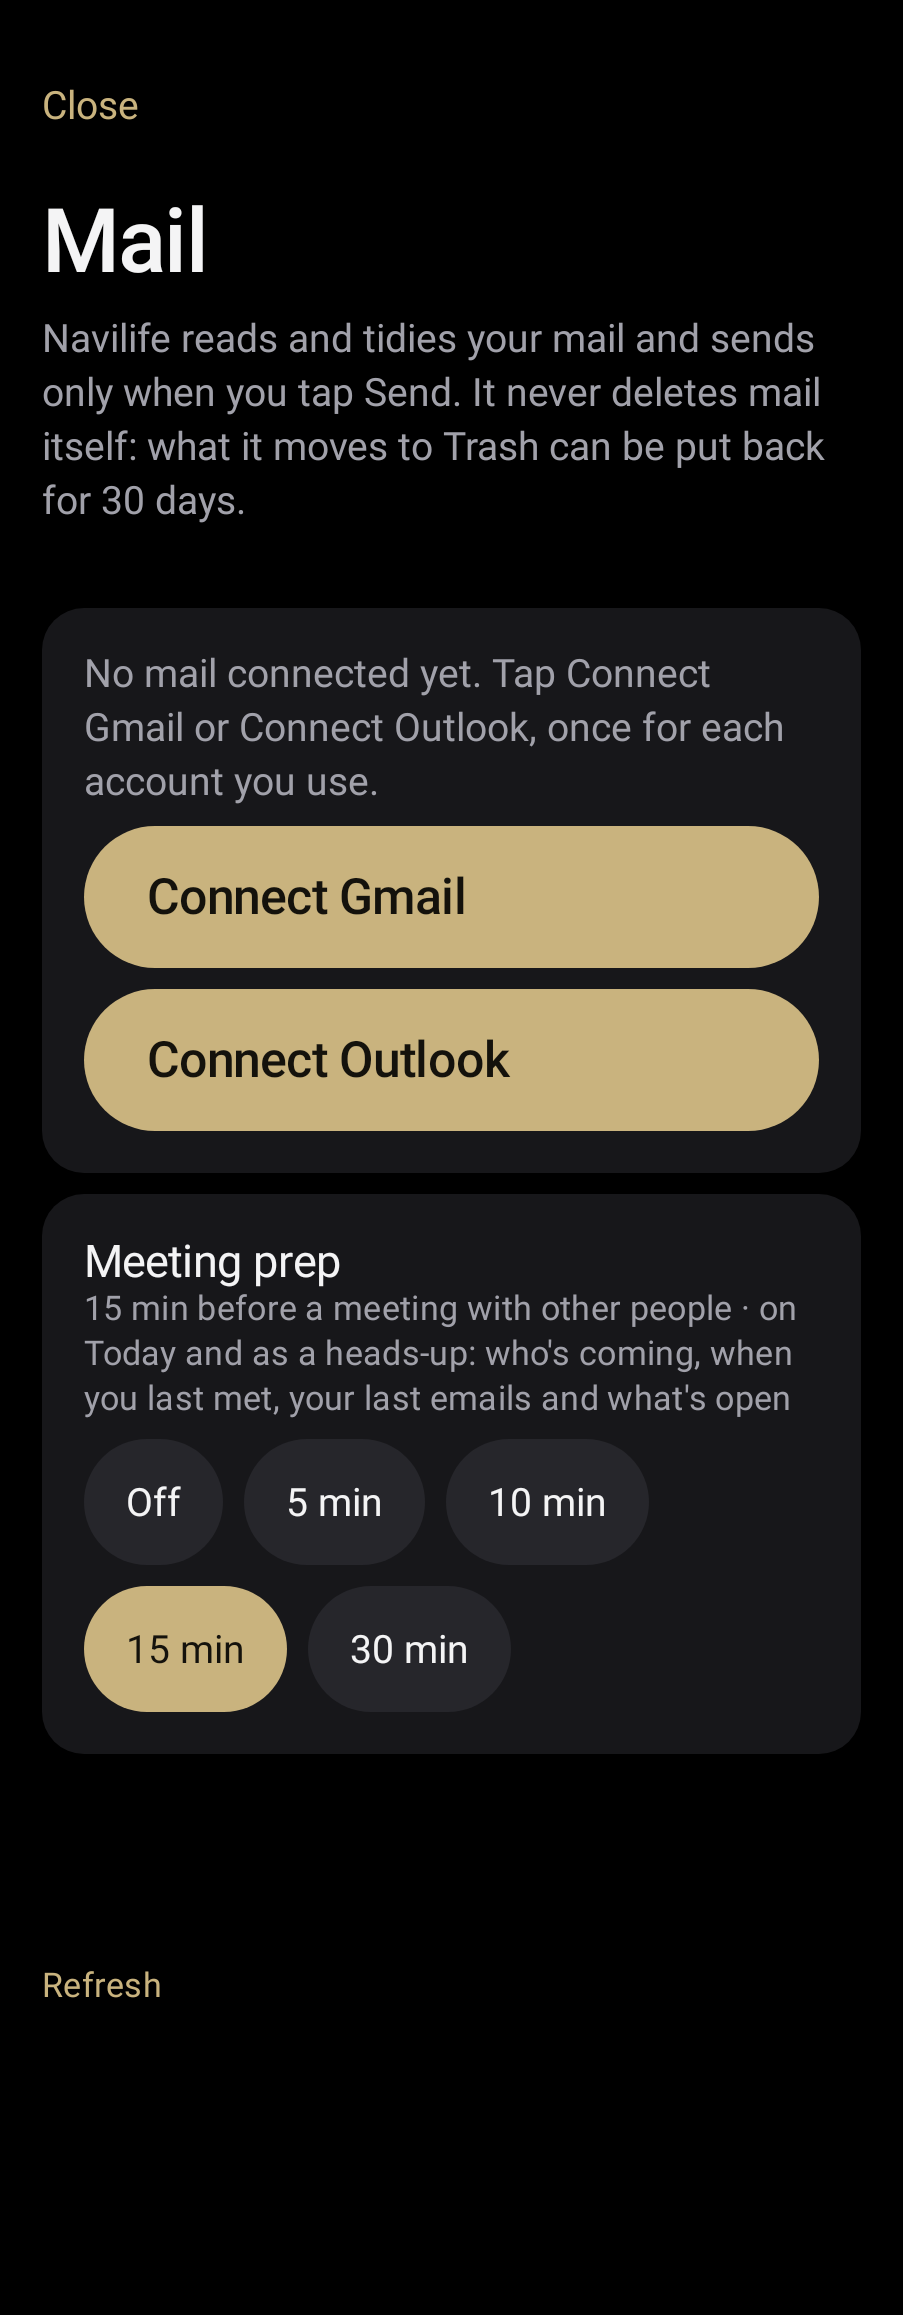 Close
Mail
Navilife reads and tidies your mail and sends
only when you tap Send. It never deletes mail
itself: what it moves to Trash can be put back
for 30 days.
No mail connected yet. Tap Connect
Gmail or Connect Outlook, once for each
account you use.
Connect Gmail
Connect Outlook
Meeting prep
15 min before a meeting with other people · on
Today and as a heads-up: who's coming, when
you last met, your last emails and what's open
Off
5 min
10 min
15 min
30 min
Refresh